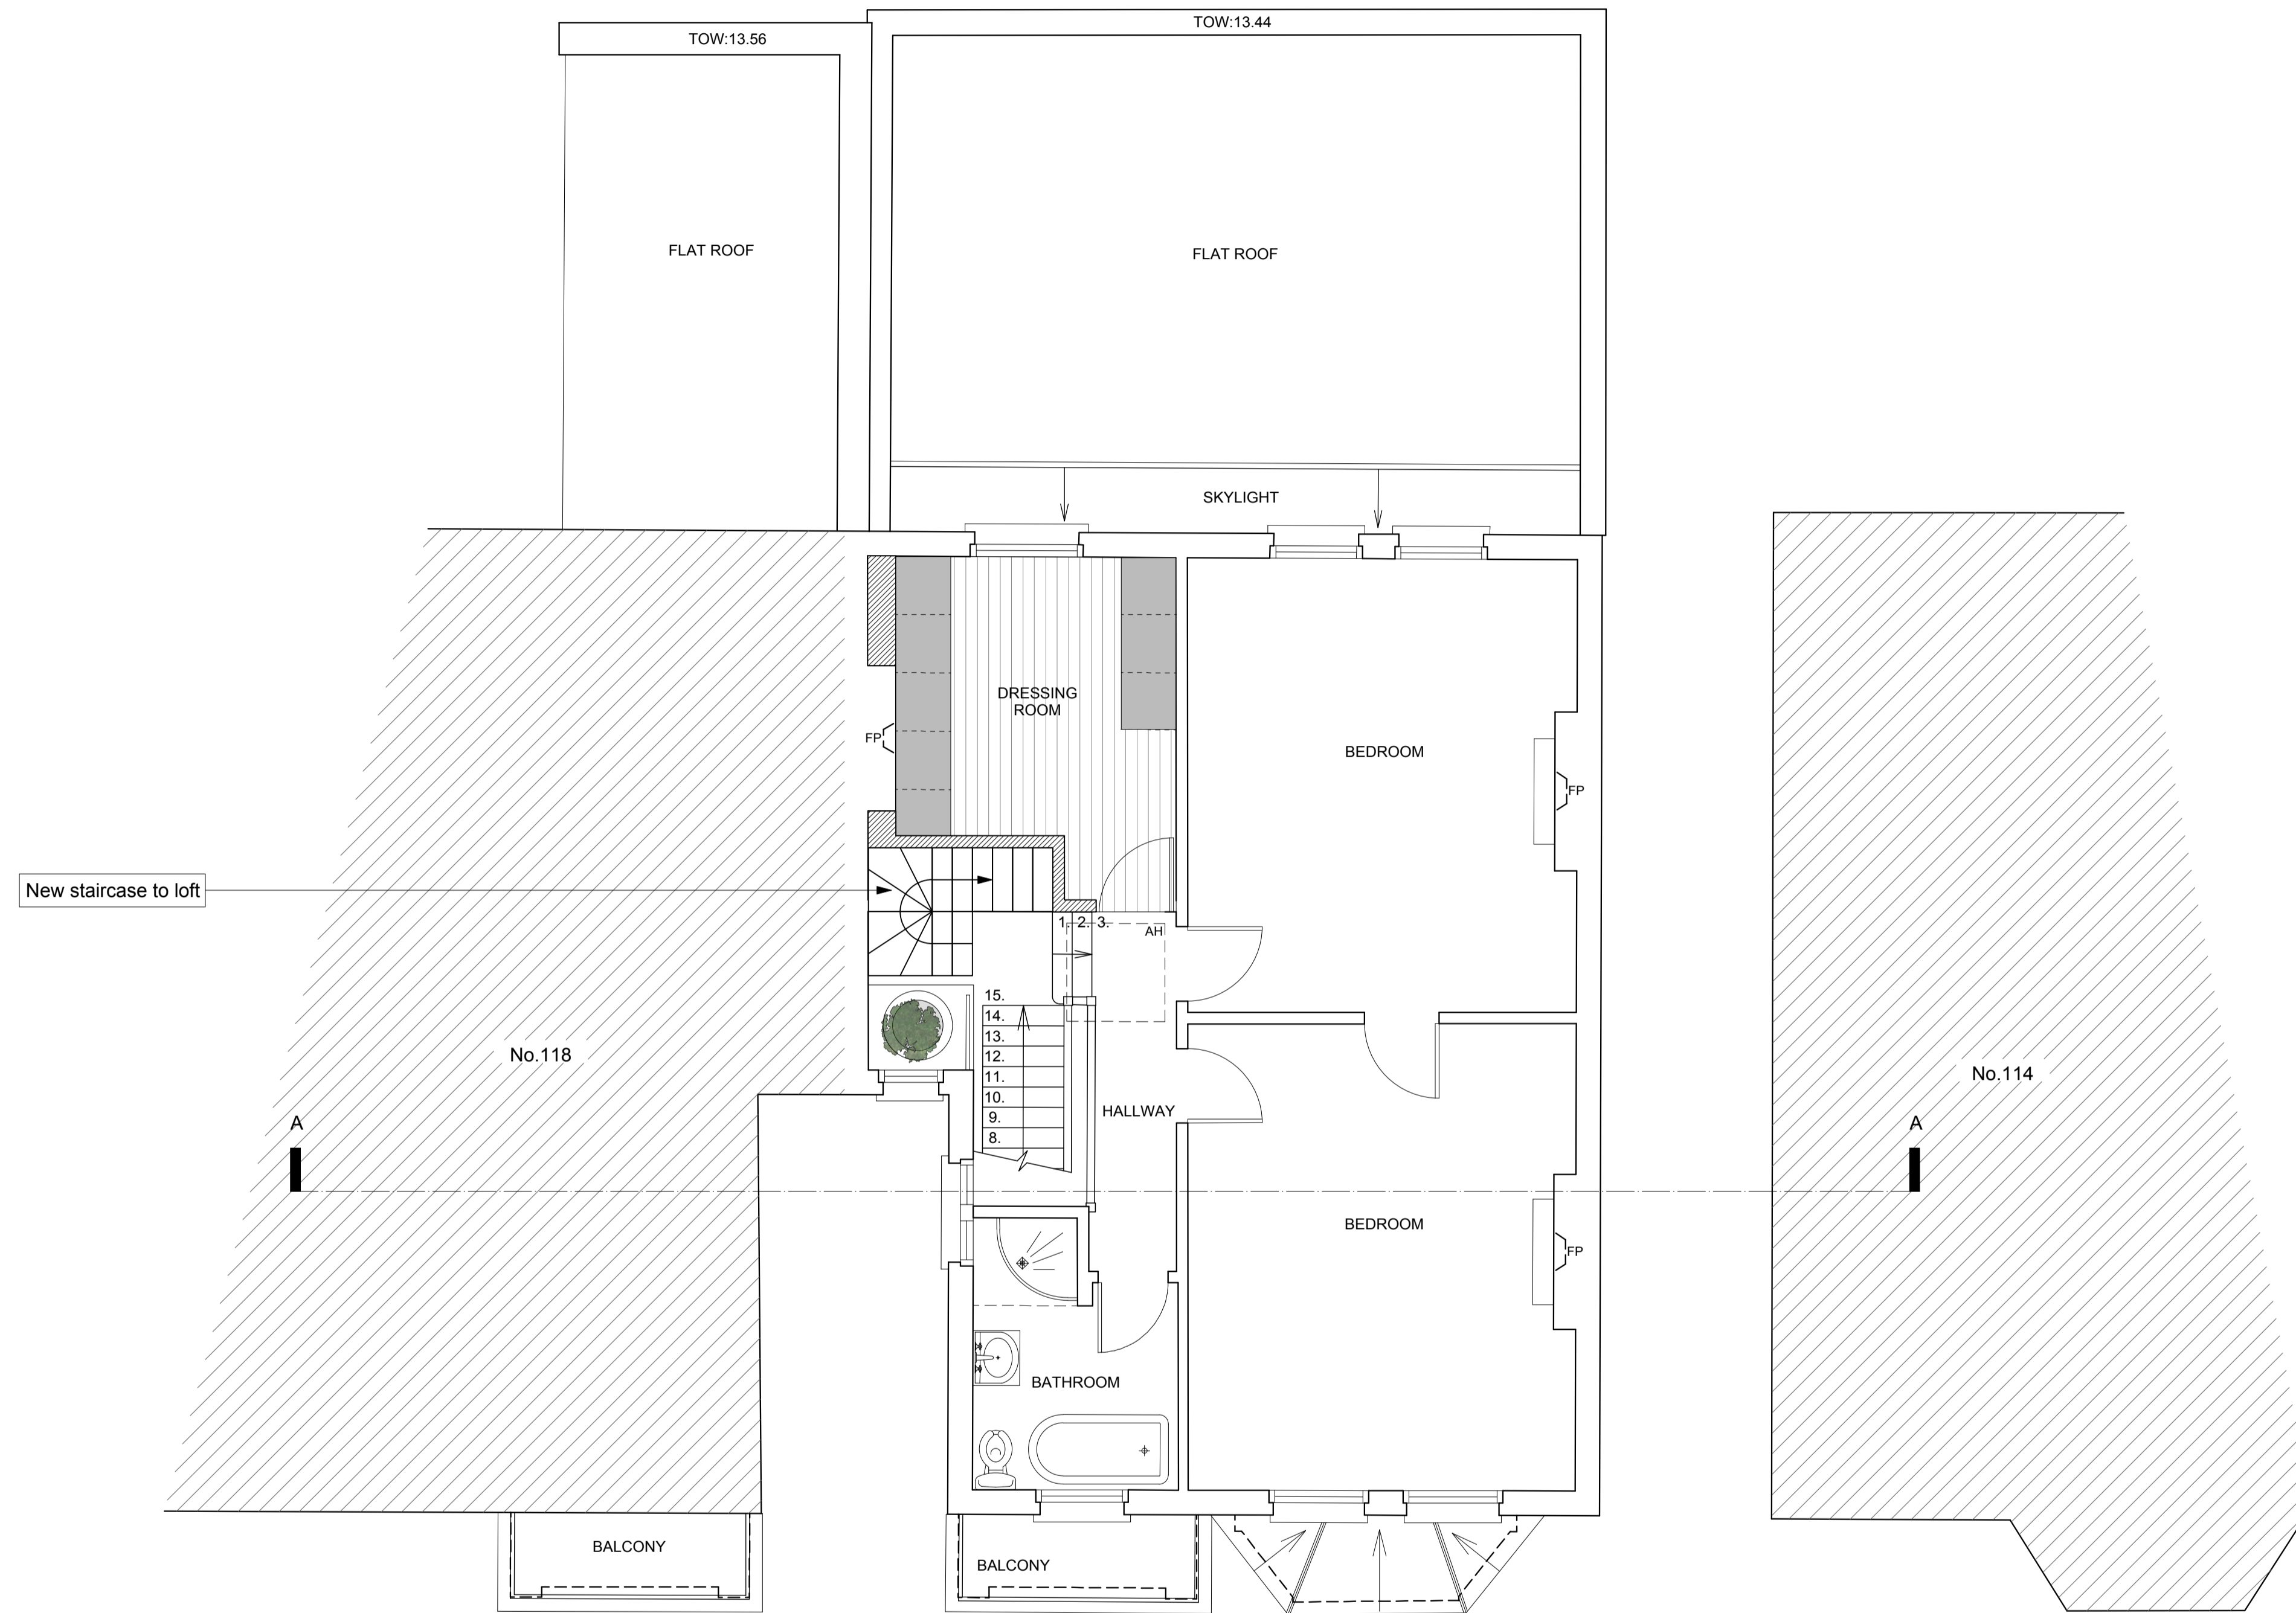 TOW:13.44
TOW:13.56
FLAT ROOF
FLAT ROOF
SKYLIGHT
DRESSING
ROOM
FP
BEDROOM
FP
New staircase to loft
1. 2. 3.
AH
15.
14.
13.
12.
11.
10.
9.
8.
No.118
No.114
HALLWAY
A
A
BEDROOM
FP
BATHROOM
BALCONY
BALCONY